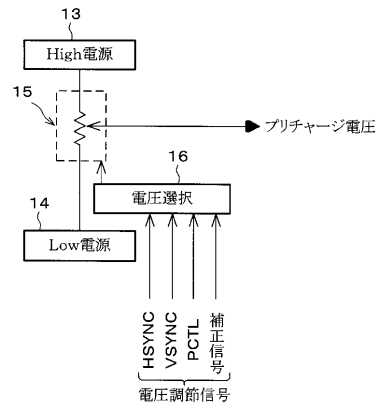 13
High電源
15
プリチャージ電圧
16
電圧選択
14
Low電源
HSYNC
VSYNC
PCTL
補正信号
電圧調節信号